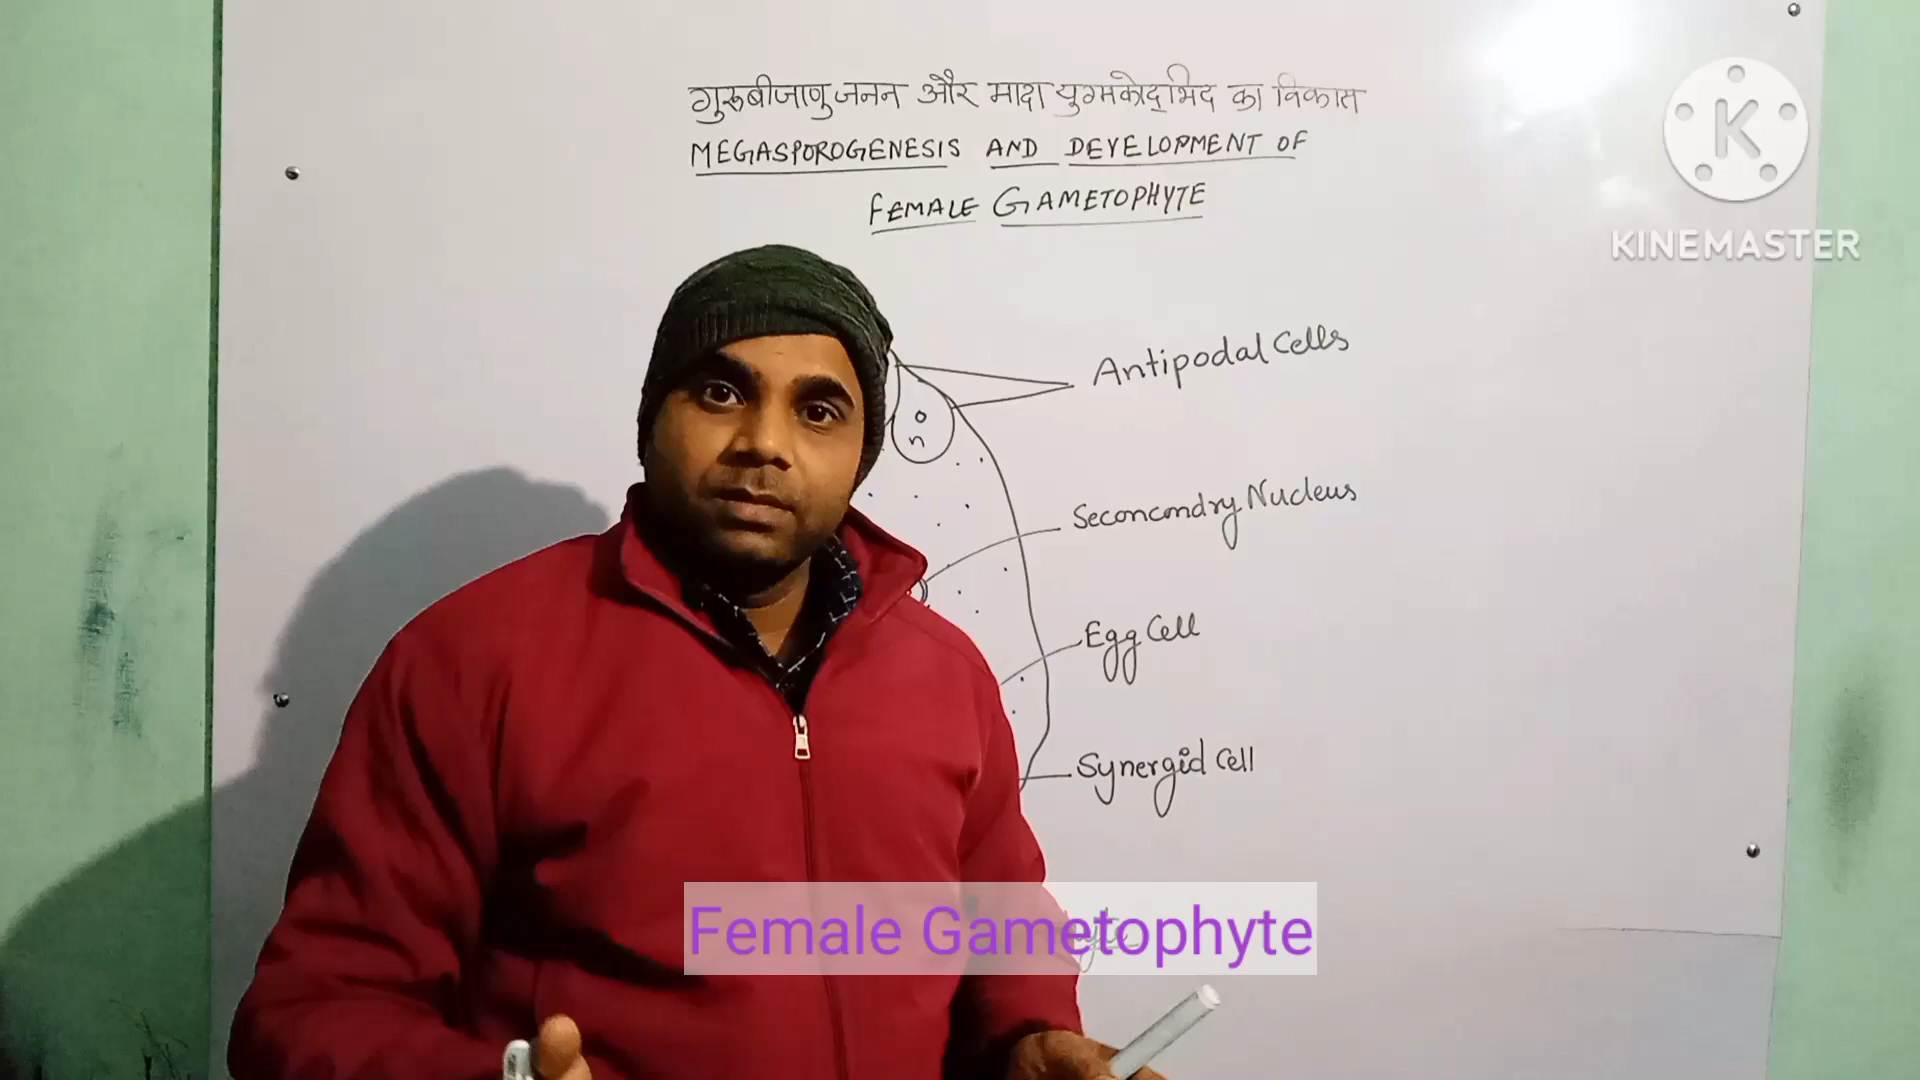 गुरूबीजाणुजनन और मादा युग्मकोद्भिद का विकास
MEGASPOROGENESIS AND DEVELOPMENT OF
FEMALE GAMETOPHYTE
K
KINEMASTER
Antipodal Cells
o
n
Seconcondry Nucleus
Egg Cell
Synergid Cell
Female Gametophyte